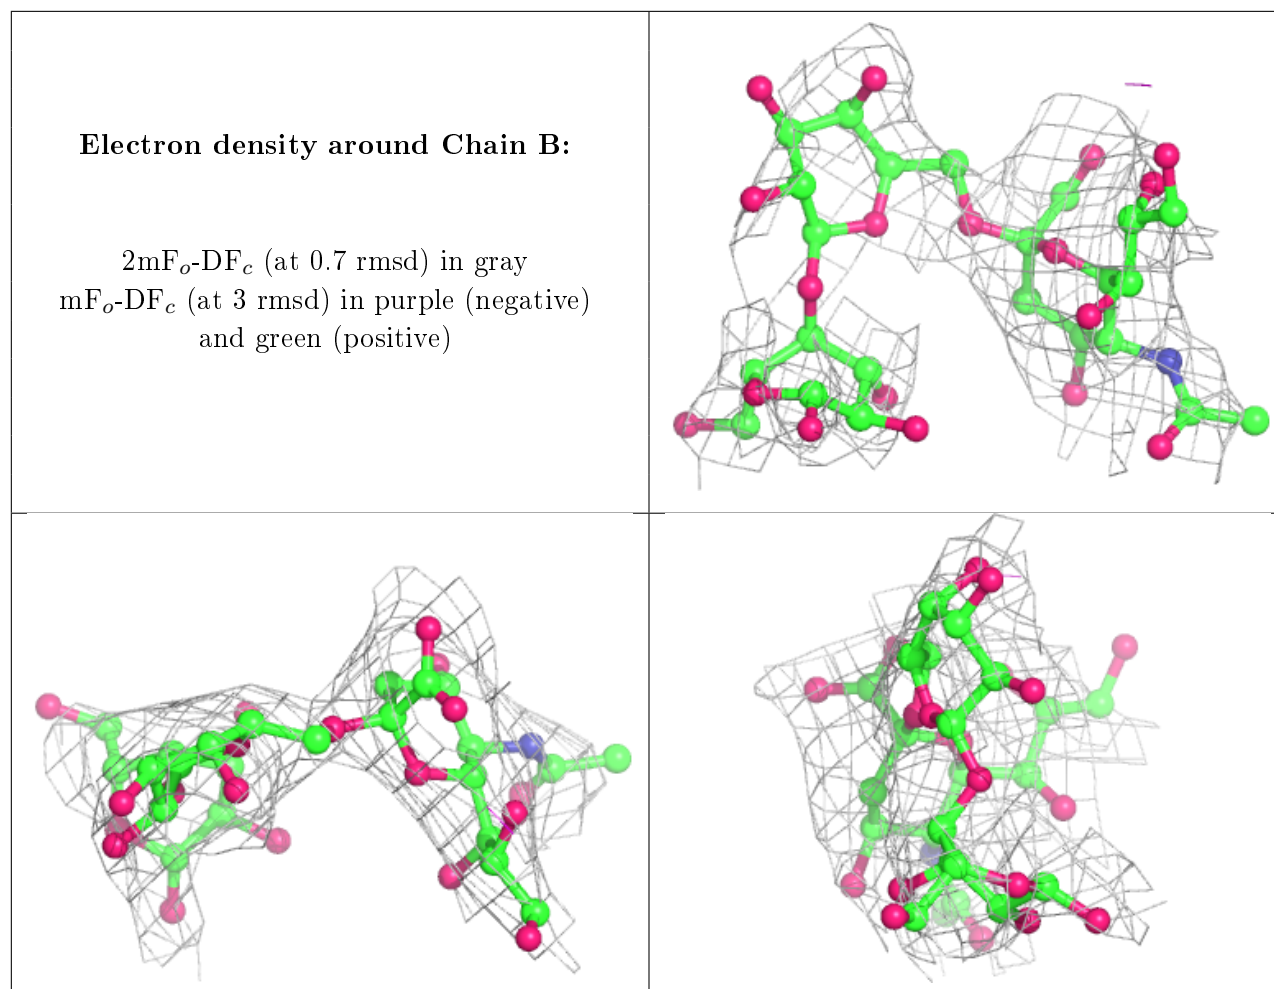 Electron density around Chain B:
2mFo-DFc (at 0.7 rmsd) in gray
mFo-DFc (at 3 rmsd) in purple (negative)
and green (positive)